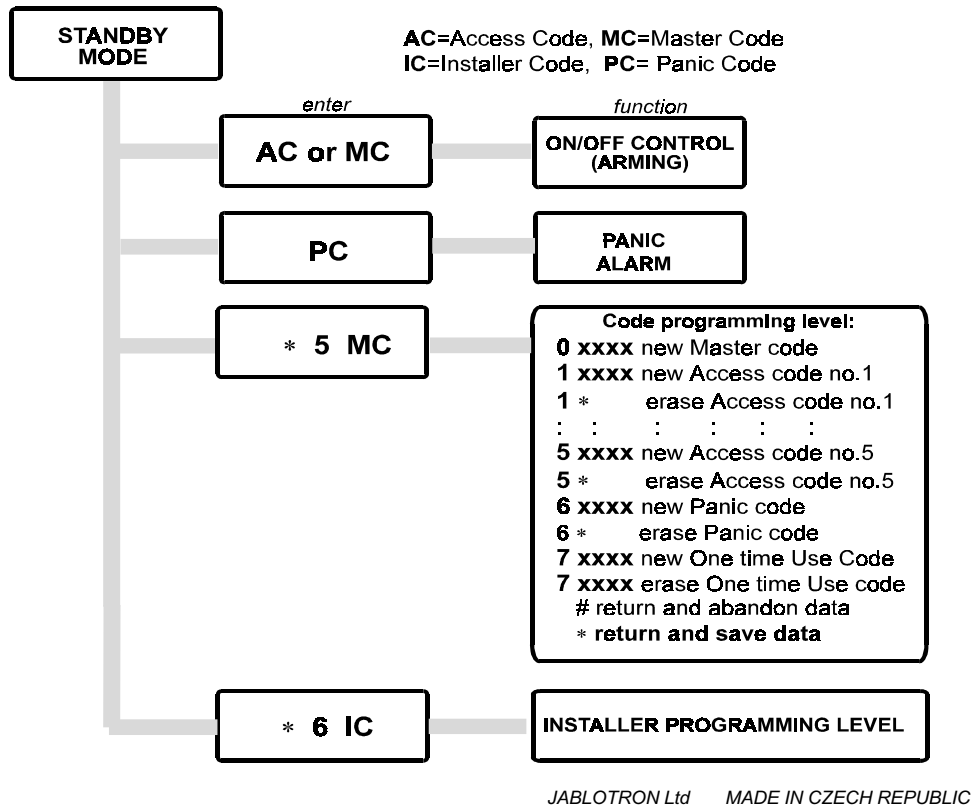 STANDBY
MODE
AC=Access Code, MC=Master Code
IC=Installer Code, PC= Panic Code
enter
function
AC or MC
ON/OFF CONTROL
(ARMING)
PC
PANIC
ALARM
* 5 MC
Code programming level:
0 xxxx new Master code
1 xxxx new Access code no.1
1 * erase Access code no.1
: : : : : :
5 xxxx new Access code no.5
5 * erase Access code no.5
6 xxxx new Panic code
6 * erase Panic code
7 xxxx new One time Use Code
7 xxxx erase One time Use code
# return and abandon data
* return and save data
* 6 IC
INSTALLER PROGRAMMING LEVEL
JABLOTRON Ltd MADE IN CZECH REPUBLIC